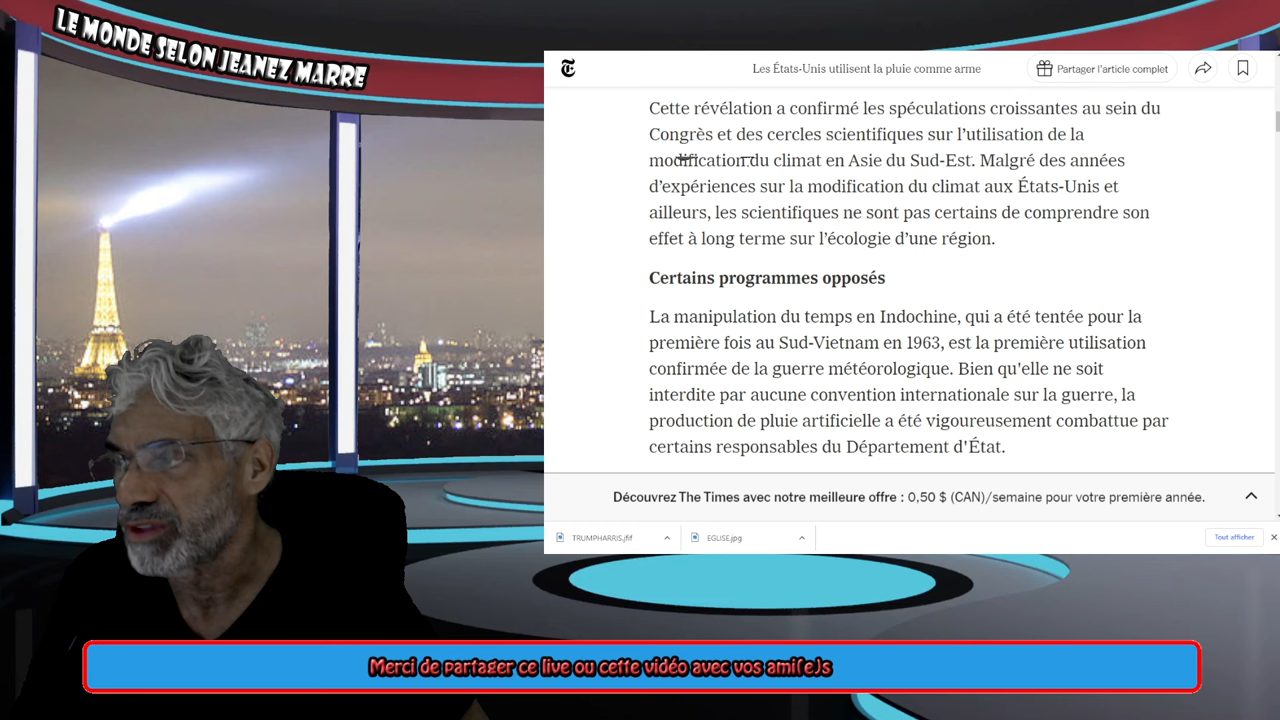 LE MONDE SELON JEANEZ MARRE
Les États-Unis utilisent la pluie comme arme
Partager l'article complet
Cette révélation a confirmé les spéculations croissantes au sein du
Congrès et des cercles scientifiques sur l'utilisation de la
modification du climat en Asie du Sud-Est. Malgré des années
d'expériences sur la modification du climat aux États-Unis et
ailleurs, les scientifiques ne sont pas certains de comprendre son
effet à long terme sur l'écologie d'une région.
Certains programmes opposés
La manipulation du temps en Indochine, qui a été tentée pour la
première fois au Sud-Vietnam en 1963, est la première utilisation
confirmée de la guerre météorologique. Bien qu'elle ne soit
interdite par aucune convention internationale sur la guerre, la
production de pluie artificielle a été vigoureusement combattue par
certains responsables du Département d'État.
Découvrez The Times avec notre meilleure offre : 0,50 $ (CAN)/semaine pour votre première année.
TRUMPHARRIS.jfif
EGLISE.jpg
Tout afficher
Merci de partager ce live ou cette vidéo avec vos ami(e)s